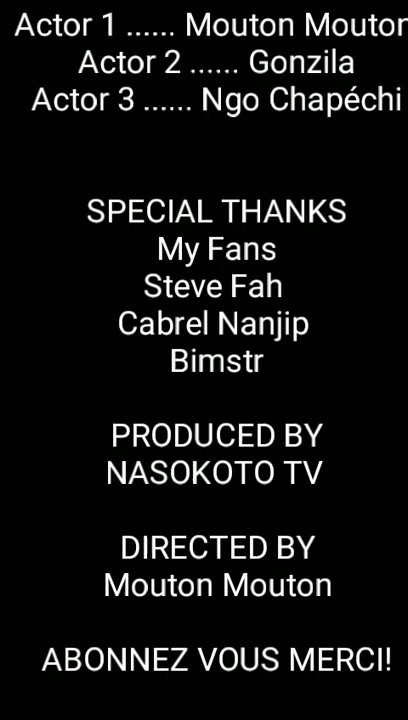 Actor 1 ...... Mouton Mouton
Actor 2 ...... Gonzila
Actor 3 ...... Ngo Chapéchi
SPECIAL THANKS
My Fans
Steve Fah
Cabrel Nanjip
Bimstr
PRODUCED BY
NASOKOTO TV
DIRECTED BY
Mouton Mouton
ABONNEZ VOUS MERCI!